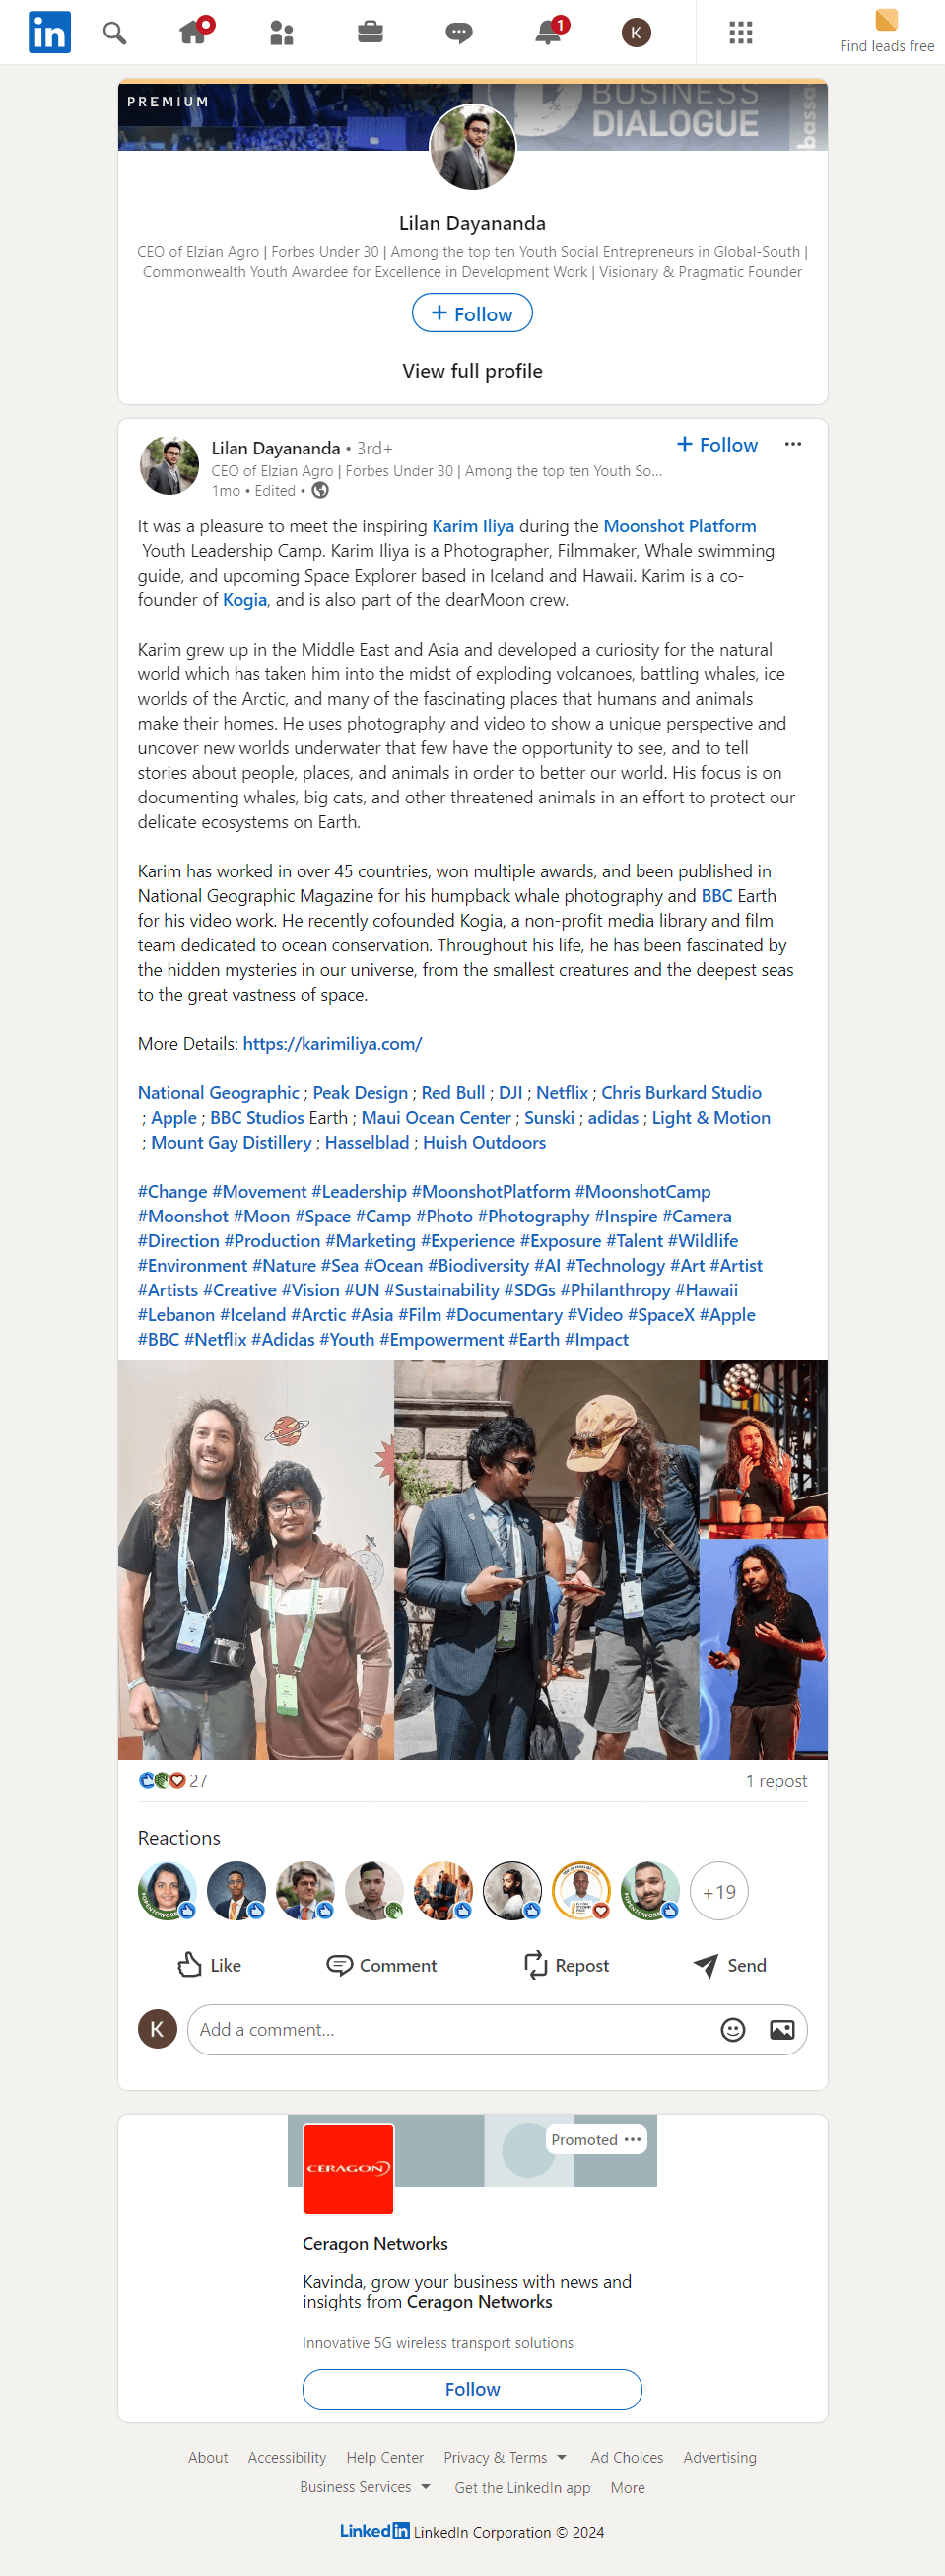 in
1
K
Find leads free
PREMIUM
BUSINESS
DIALOGUE
bassa
Lilan Dayananda
CEO of Elzian Agro | Forbes Under 30 | Among the top ten Youth Social Entrepreneurs in Global-South |
Commonwealth Youth Awardee for Excellence in Development Work | Visionary & Pragmatic Founder
+ Follow
View full profile
Lilan Dayananda • 3rd+
+ Follow
CEO of Elzian Agro | Forbes Under 30 | Among the top ten Youth So...
1mo • Edited •
It was a pleasure to meet the inspiring Karim Iliya during the Moonshot Platform
Youth Leadership Camp. Karim Iliya is a Photographer, Filmmaker, Whale swimming
guide, and upcoming Space Explorer based in Iceland and Hawaii. Karim is a co-
founder of Kogia, and is also part of the dearMoon crew.
Karim grew up in the Middle East and Asia and developed a curiosity for the natural
world which has taken him into the midst of exploding volcanoes, battling whales, ice
worlds of the Arctic, and many of the fascinating places that humans and animals
make their homes. He uses photography and video to show a unique perspective and
uncover new worlds underwater that few have the opportunity to see, and to tell
stories about people, places, and animals in order to better our world. His focus is on
documenting whales, big cats, and other threatened animals in an effort to protect our
delicate ecosystems on Earth.
Karim has worked in over 45 countries, won multiple awards, and been published in
National Geographic Magazine for his humpback whale photography and BBC Earth
for his video work. He recently cofounded Kogia, a non-profit media library and film
team dedicated to ocean conservation. Throughout his life, he has been fascinated by
the hidden mysteries in our universe, from the smallest creatures and the deepest seas
to the great vastness of space.
More Details: https://karimiliya.com/
National Geographic ; Peak Design ; Red Bull ; DJI ; Netflix ; Chris Burkard Studio
; Apple ; BBC Studios Earth ; Maui Ocean Center ; Sunski ; adidas ; Light & Motion
; Mount Gay Distillery ; Hasselblad ; Huish Outdoors
#Change #Movement #Leadership #MoonshotPlatform #MoonshotCamp
#Moonshot #Moon #Space #Camp #Photo #Photography #Inspire #Camera
#Direction #Production #Marketing #Experience #Exposure #Talent #Wildlife
#Environment #Nature #Sea #Ocean #Biodiversity #AI #Technology #Art #Artist
#Artists #Creative #Vision #UN #Sustainability #SDGs #Philanthropy #Hawaii
#Lebanon #Iceland #Arctic #Asia #Film #Documentary #Video #SpaceX #Apple
#BBC #Netflix #Adidas #Youth #Empowerment #Earth #Impact
27
1 repost
Reactions
+19
Like
Comment
Repost
Send
K
Add a comment...
Promoted
CERAGON
Ceragon Networks
Kavinda, grow your business with news and
insights from Ceragon Networks
Innovative 5G wireless transport solutions
Follow
About Accessibility Help Center Privacy & Terms Ad Choices Advertising
Business Services Get the LinkedIn app More
LinkedIn LinkedIn Corporation © 2024